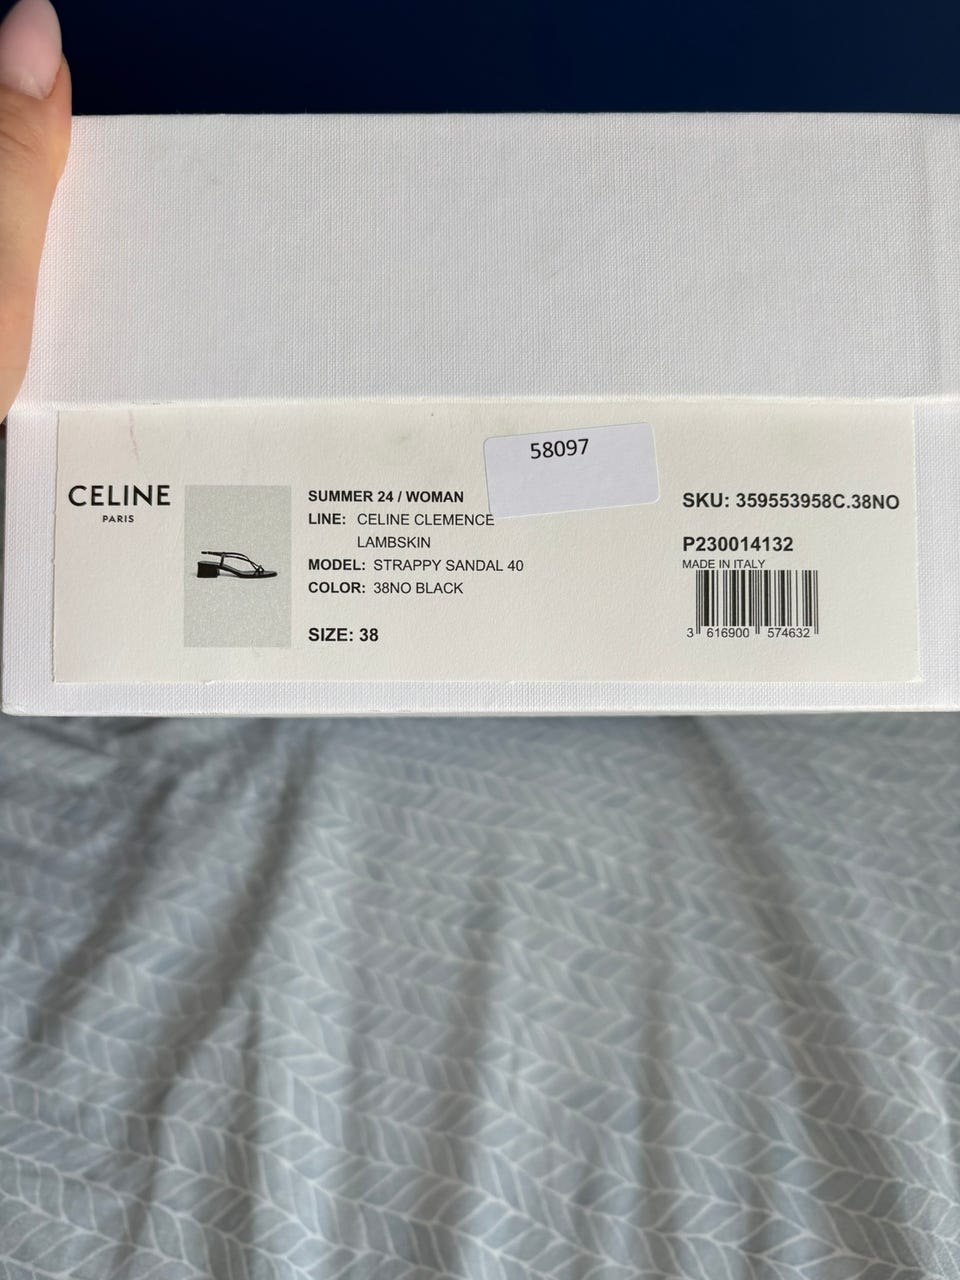 58097
CELINE
PARIS
SUMMER 24 / WOMAN
LINE: CELINE CLEMENCE
LAMBSKIN
MODEL: STRAPPY SANDAL 40
COLOR: 38NO BLACK
SIZE: 38
SKU: 359553958C.38NO
P230014132
MADE IN ITALY
3 616900 574632